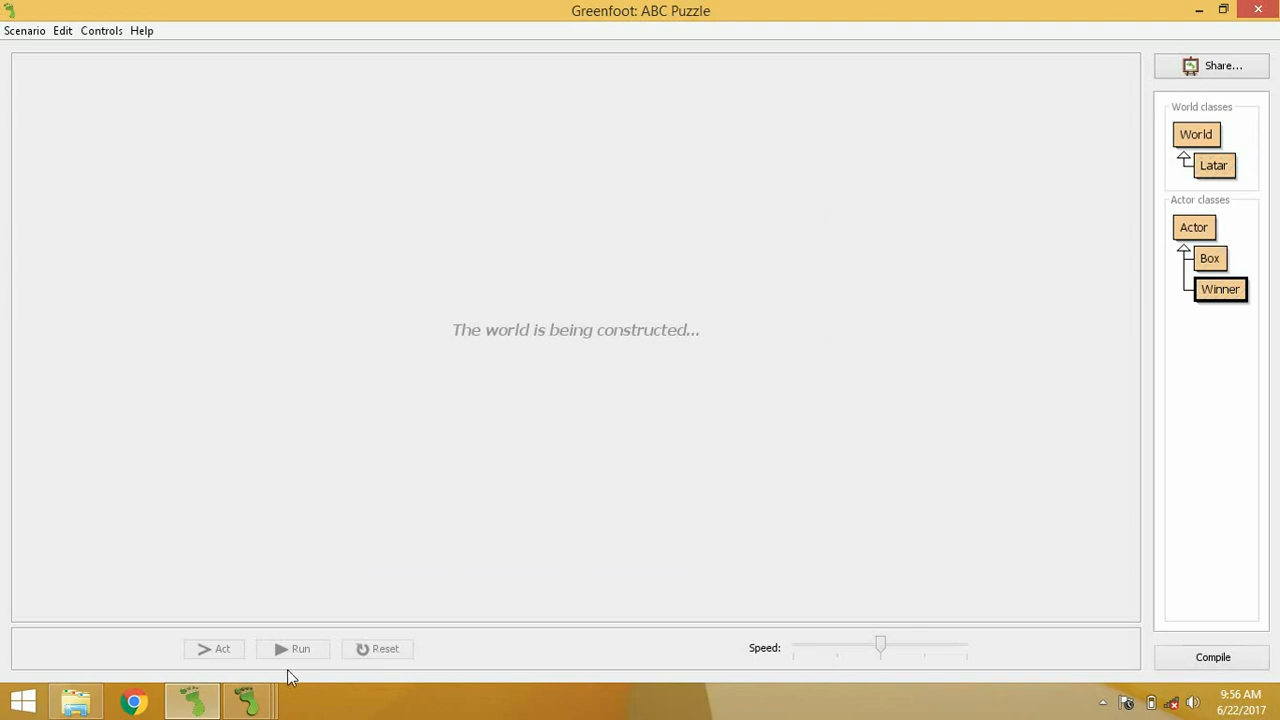 Greenfoot: ABC Puzzle
Scenario Edit Controls Help
Share...
World classes
World
Latar
Actor classes
Actor
Box
Winner
The world is being constructed...
Act Run Reset Speed:
Compile
9:56 AM
6/22/2017